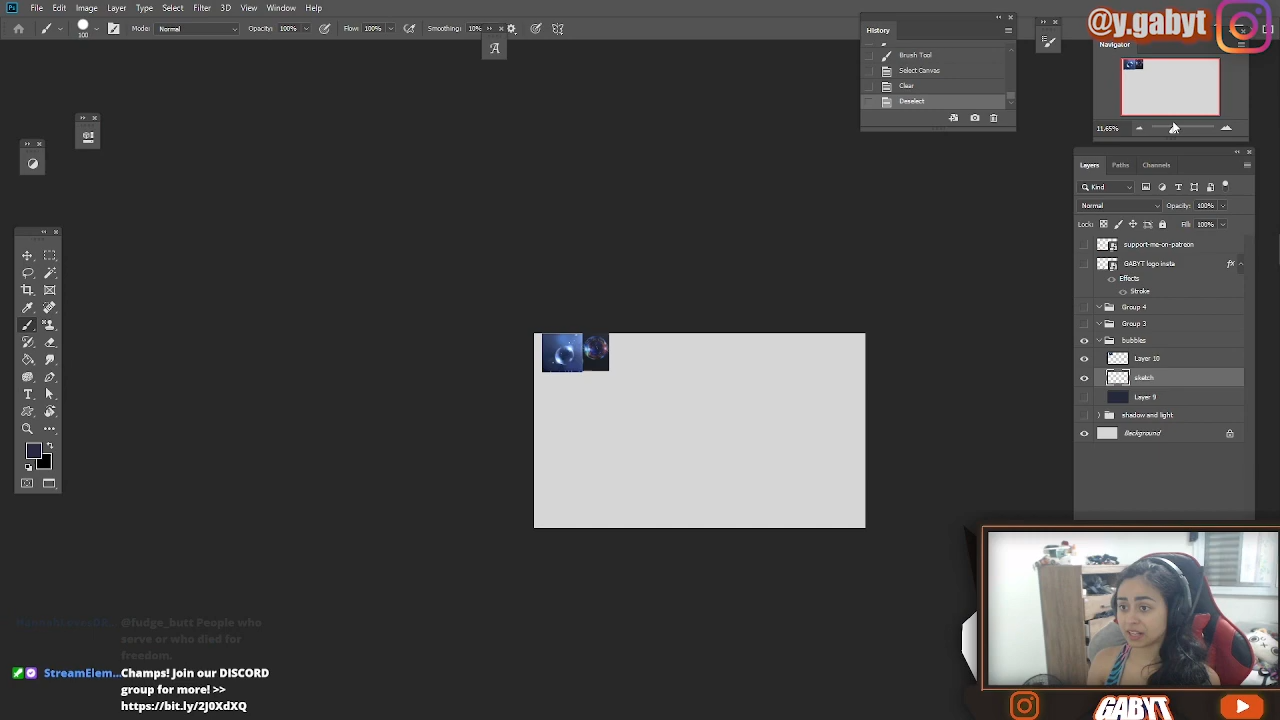 Ps File Edit Image Layer Type Select Filter 3D View Window Help
100 Mode: Normal Opacity: 100% Flow: 100% Smoothing: 10%
@y.gabyt
History
Brush Tool
Select Canvas
Clear
Deselect
Navigator
11.65%
Layers Paths Channels
Kind
Normal Opacity: 100%
Lock: Fill: 100%
support-me-on-patreon
GABYT logo insta fx
Effects
Stroke
Group 4
Group 3
bubbles
Layer 10
sketch
Layer 9
shadow and light
Background
@fudge_butt People who
serve or who died for
freedom.
StreamElem... Champs! Join our DISCORD
group for more! >>
https://bit.ly/2J0XdXQ
GABYT